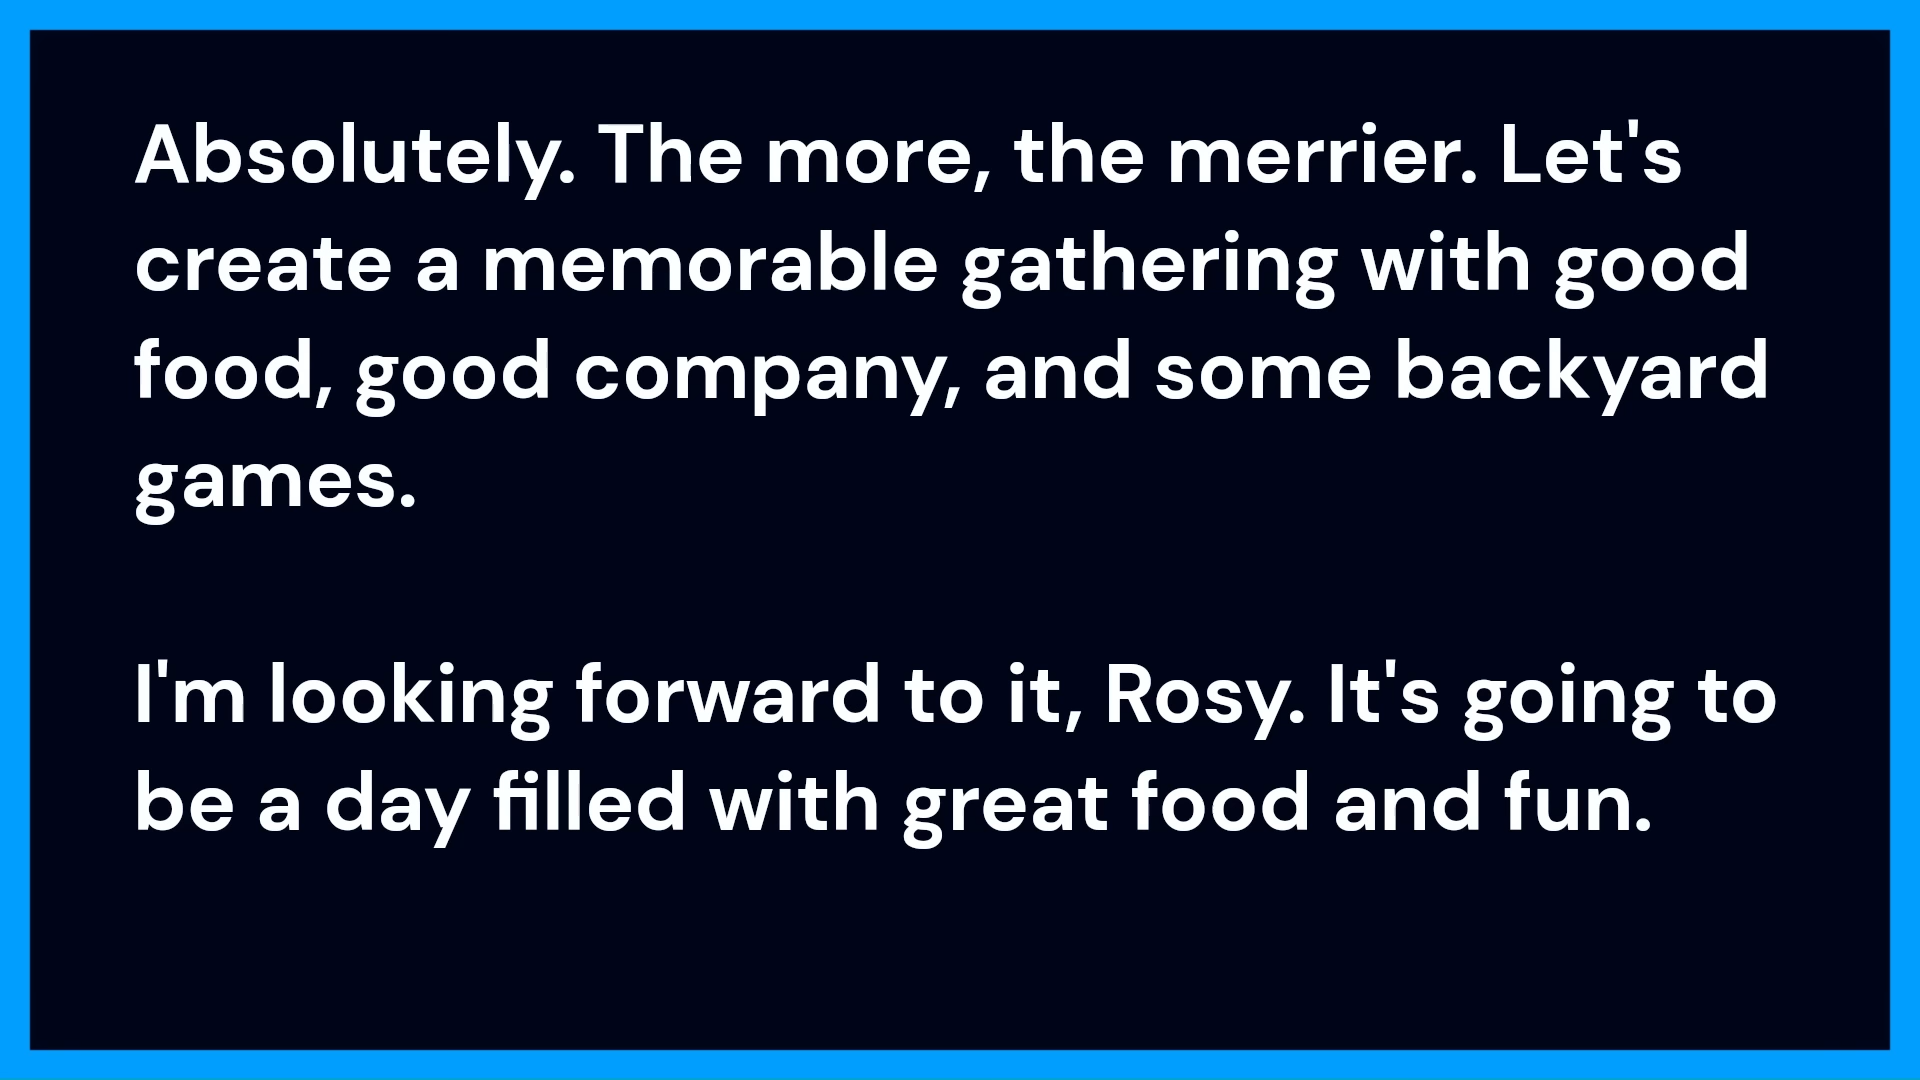 Absolutely. The more, the merrier. Let's
create a memorable gathering with good
food, good company, and some backyard
games.
I'm looking forward to it, Rosy. It's going to
be a day filled with great food and fun.